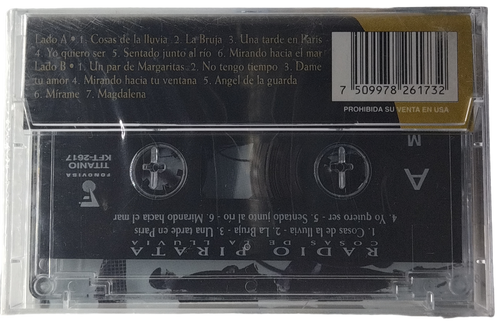 Lado A • 1. Cosas de la lluvia 2. La Bruja 3. Una tarde en Paris
4. Yo quiero ser 5. Sentado junto al río 6. Mirando hacia el mar
Lado B • 1. Un par de Margaritas 2. No tengo tiempo 3. Dame
tu amor 4. Mirando hacia tu ventana 5. Angel de la guarda
6. Mírame 7. Magdalena
7 509978 261732
PROHIBIDA SU VENTA EN USA
M
A
FONOVISA
TITANIO
KFT-2617
RADIO PIRATA
COSAS DE LA LLUVIA
1. Cosas de la lluvia - 2. La Bruja - 3. Una tarde en Paris
4. Yo quiero ser - 5. Sentado junto al río - 6. Mirando hacia el mar